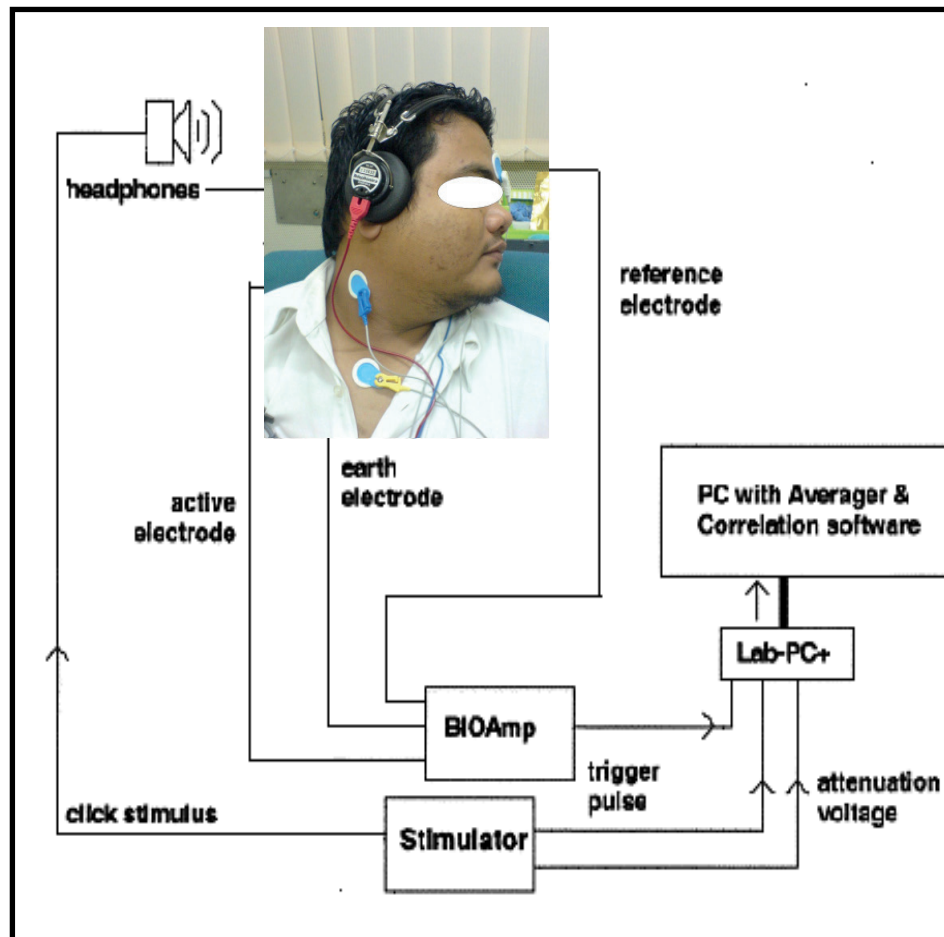 headphones
reference
electrode
earth
electrode
active
electrode
PC with Averager &
Correlation software
Lab-PC+
BIOAmp
trigger
pulse
attenuation
voltage
click stimulus
Stimulator